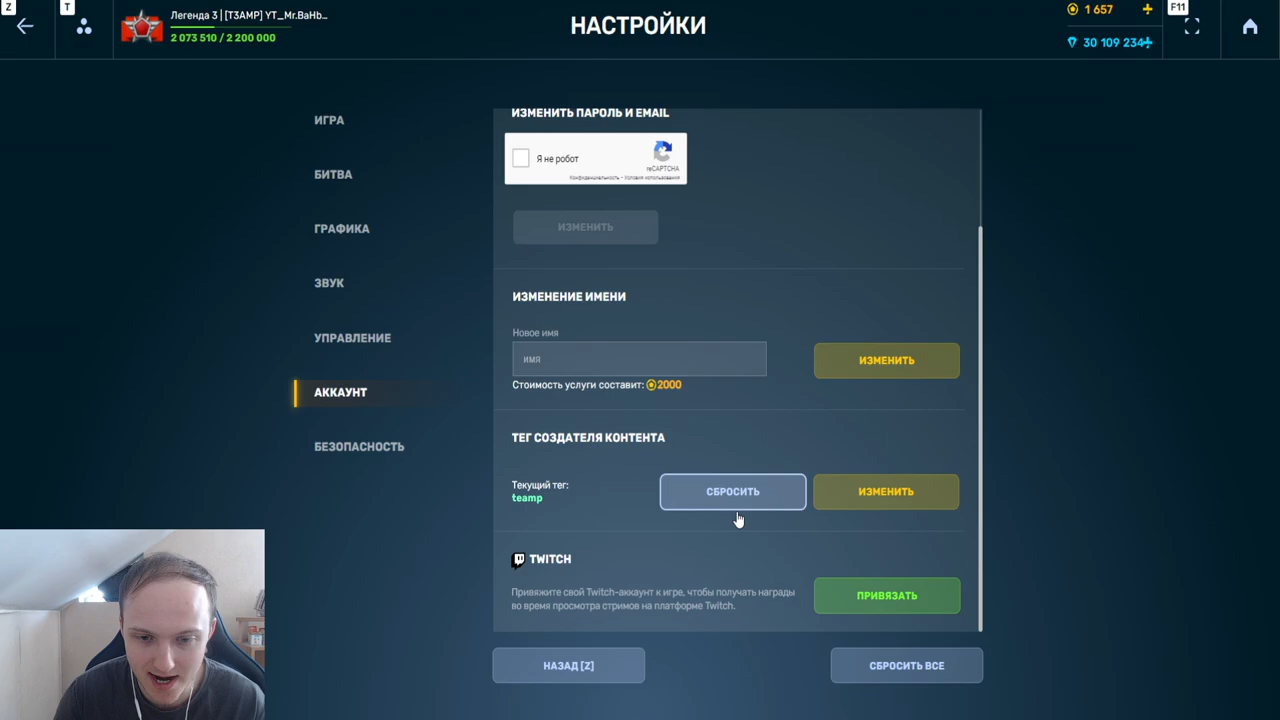 Z
T
Легенда 3 | [T3AMP] YT_Mr.BaHb...
2 073 510 / 2 200 000
НАСТРОЙКИ
1 657
30 109 234
F11
ИГРА
БИТВА
ГРАФИКА
ЗВУК
УПРАВЛЕНИЕ
АККАУНТ
БЕЗОПАСНОСТЬ
ИЗМЕНИТЬ ПАРОЛЬ И EMAIL
Я не робот
reCAPTCHA
Конфиденциальность - Условия использования
ИЗМЕНИТЬ
ИЗМЕНЕНИЕ ИМЕНИ
Новое имя
имя
ИЗМЕНИТЬ
Стоимость услуги составит: 2000
ТЕГ СОЗДАТЕЛЯ КОНТЕНТА
Текущий тег:
teamp
СБРОСИТЬ
ИЗМЕНИТЬ
TWITCH
Привяжите свой Twitch-аккаунт к игре, чтобы получать награды
во время просмотра стримов на платформе Twitch.
ПРИВЯЗАТЬ
НАЗАД [Z]
СБРОСИТЬ ВСЕ